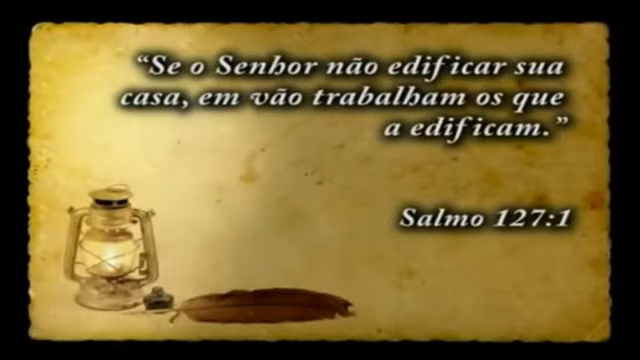 “Se o Senhor não edificar sua
casa, em vão trabalham os que
a edificam.”
Salmo 127:1